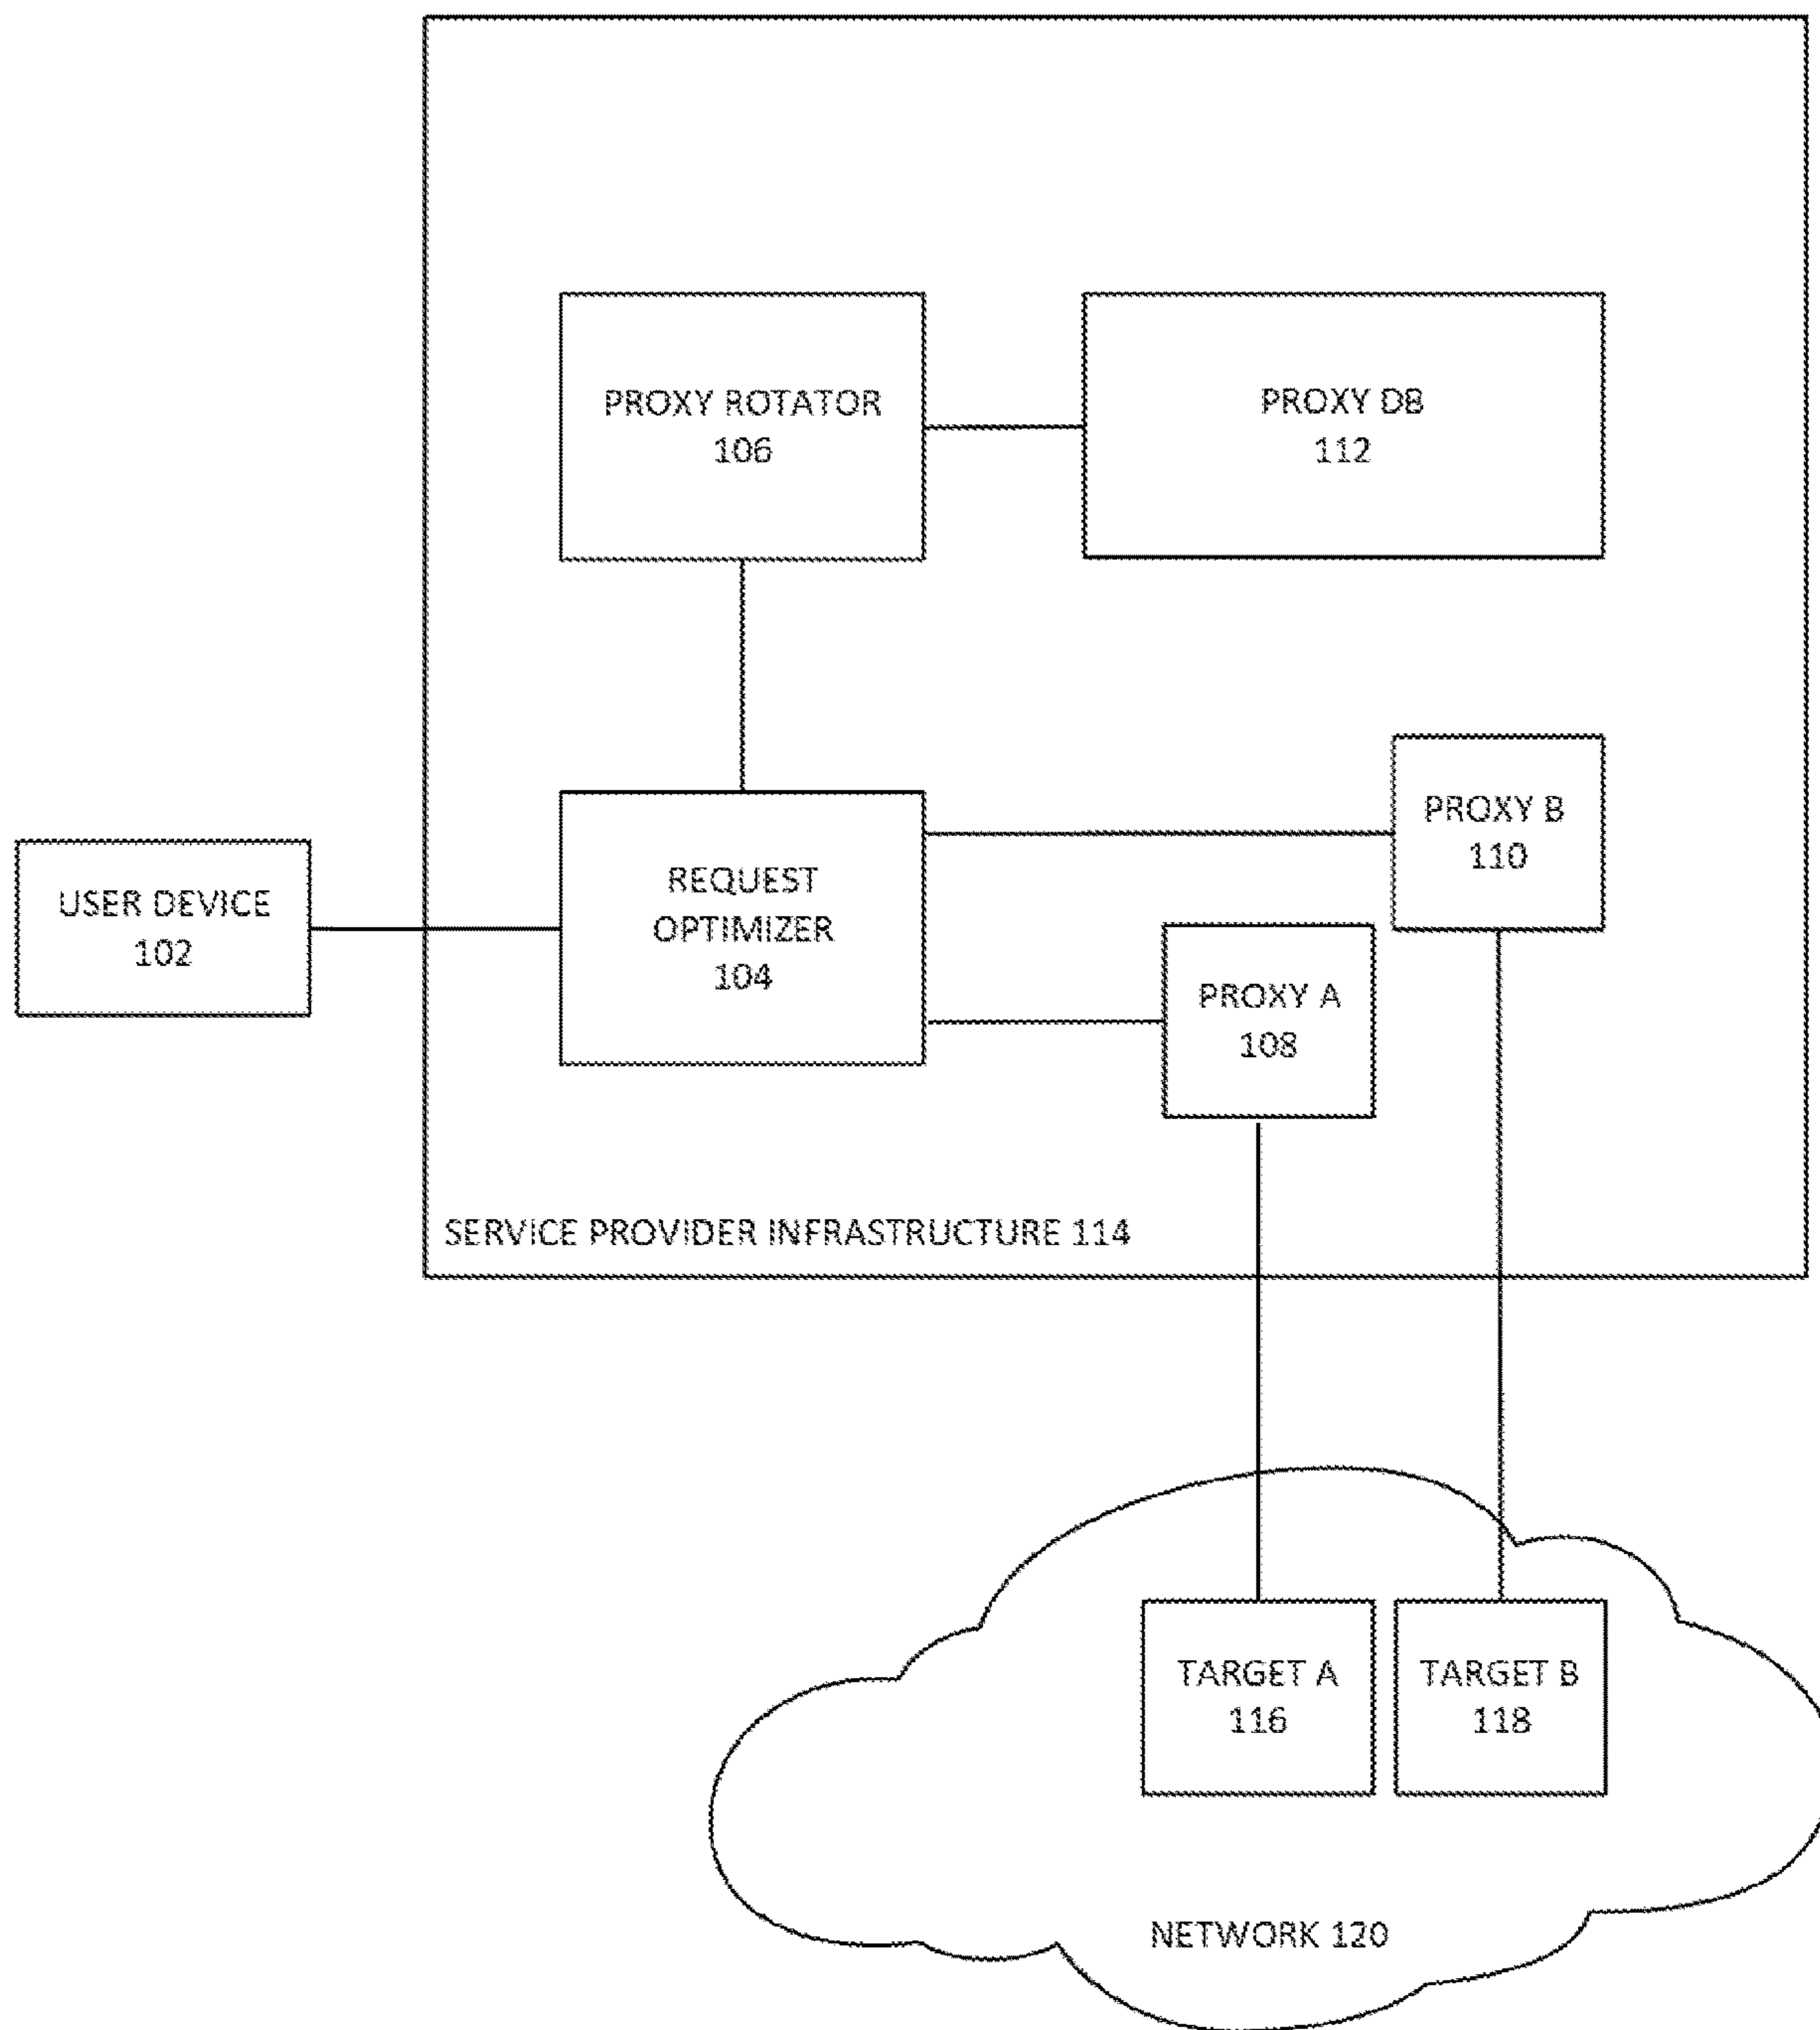 PROXY ROTATOR
106
PROXY DB
112
PROXY B
110
REQUEST
OPTIMIZER
104
USER DEVICE
102
PROXY A
108
SERVICE PROVIDER INFRASTRUCTURE 114
TARGET A
116
TARGET B
118
NETWORK 120